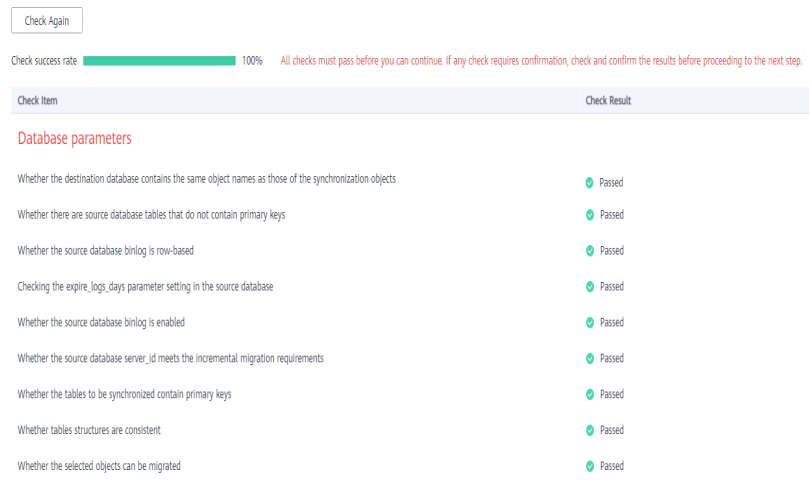 Check Again
Check success rate 100% All checks must pass before you can continue. If any check requires confirmation, check and confirm the results before proceeding to the next step.
Check Item Check Result
Database parameters
Whether the destination database contains the same object names as those of the synchronization objects Passed
Whether there are source database tables that do not contain primary keys Passed
Whether the source database binlog is row-based Passed
Checking the expire_logs_days parameter setting in the source database Passed
Whether the source database binlog is enabled Passed
Whether the source database server_id meets the incremental migration requirements Passed
Whether the tables to be synchronized contain primary keys Passed
Whether tables structures are consistent Passed
Whether the selected objects can be migrated Passed